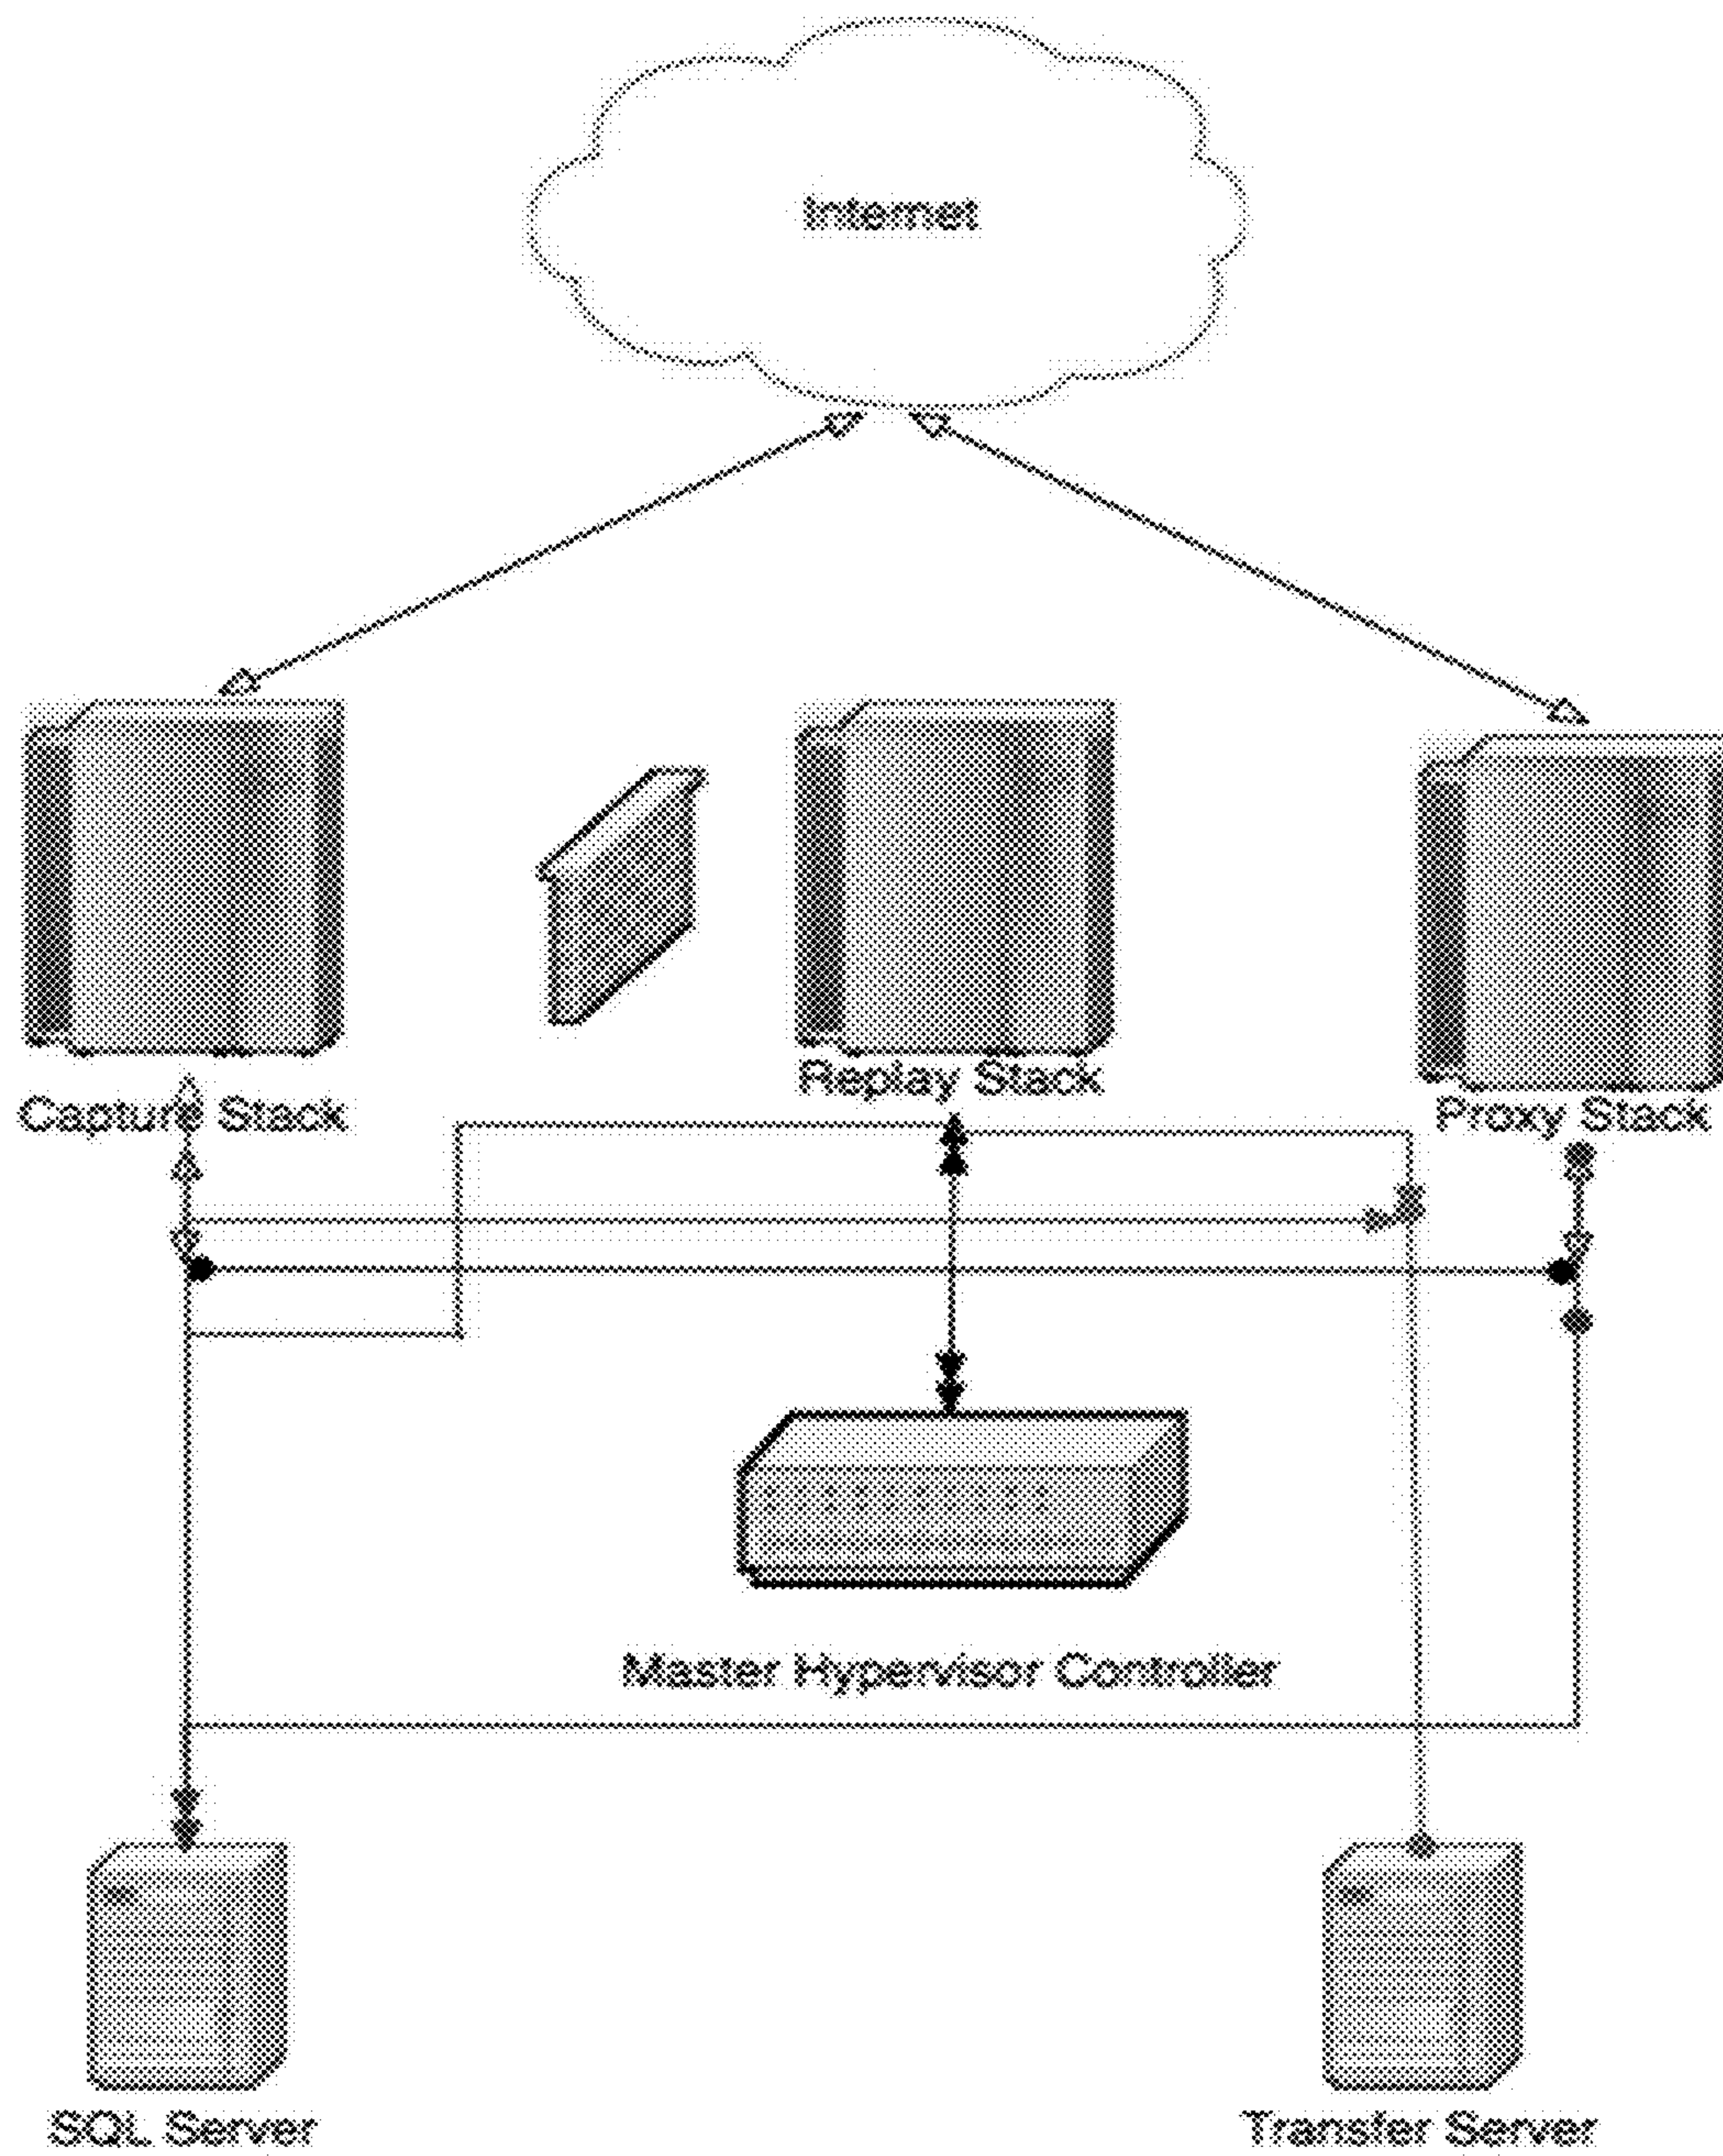 Internet
Replay Stack
Capture Stack
Proxy Stack
Master Hypervisor Controller
SQL Server
Transfer Server